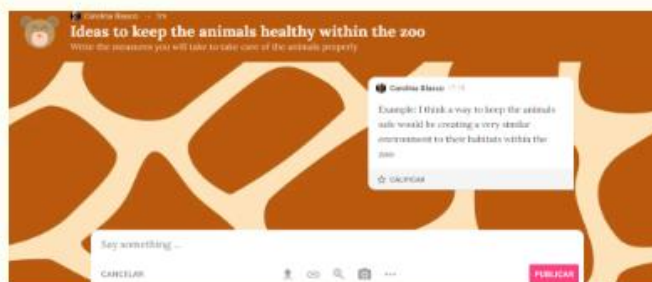 Carolina Blasco
Ideas to keep the animals healthy within the zoo
Write the measures you will take to take care of the animals properly
Carolina Blasco
Example: I think a way to keep the animals
safe would be creating a very similar
environment to their habitats within the
zoo
CALIFICAR
Say something ...
CANCELAR
PUBLICAR